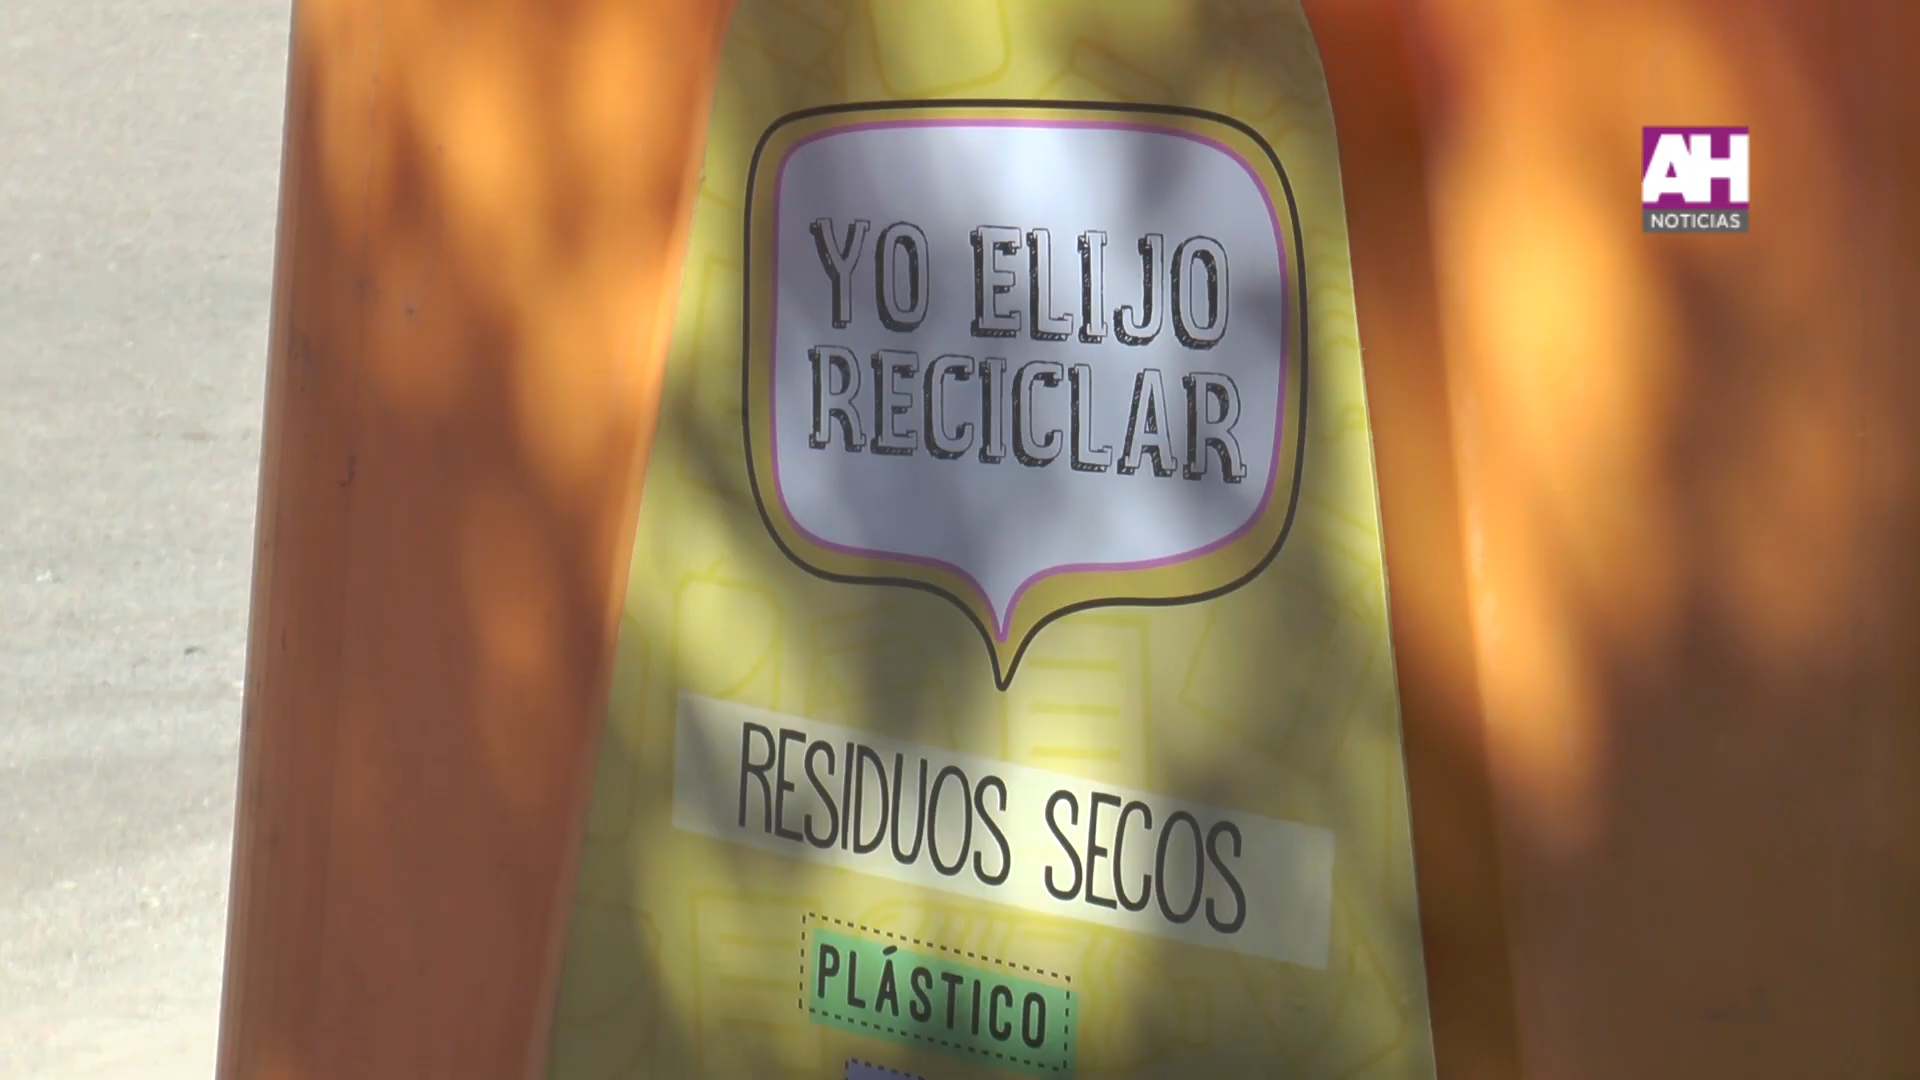 AH
NOTICIAS
YO ELIJO
RECICLAR
RESIDUOS SECOS
PLÁSTICO